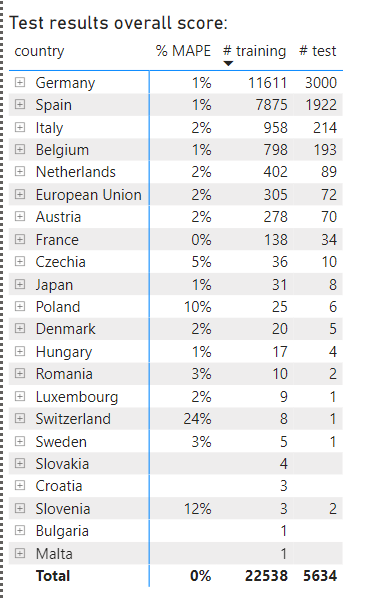 Test results overall score:
country % MAPE # training # test
Germany 1% 11611 3000
Spain 1% 7875 1922
Italy 2% 958 214
Belgium 1% 798 193
Netherlands 2% 402 89
European Union 2% 305 72
Austria 2% 278 70
France 0% 138 34
Czechia 5% 36 10
Japan 1% 31 8
Poland 10% 25 6
Denmark 2% 20 5
Hungary 1% 17 4
Romania 3% 10 2
Luxembourg 2% 9 1
Switzerland 24% 8 1
Sweden 3% 5 1
Slovakia 4
Croatia 3
Slovenia 12% 3 2
Bulgaria 1
Malta 1
Total 0% 22538 5634